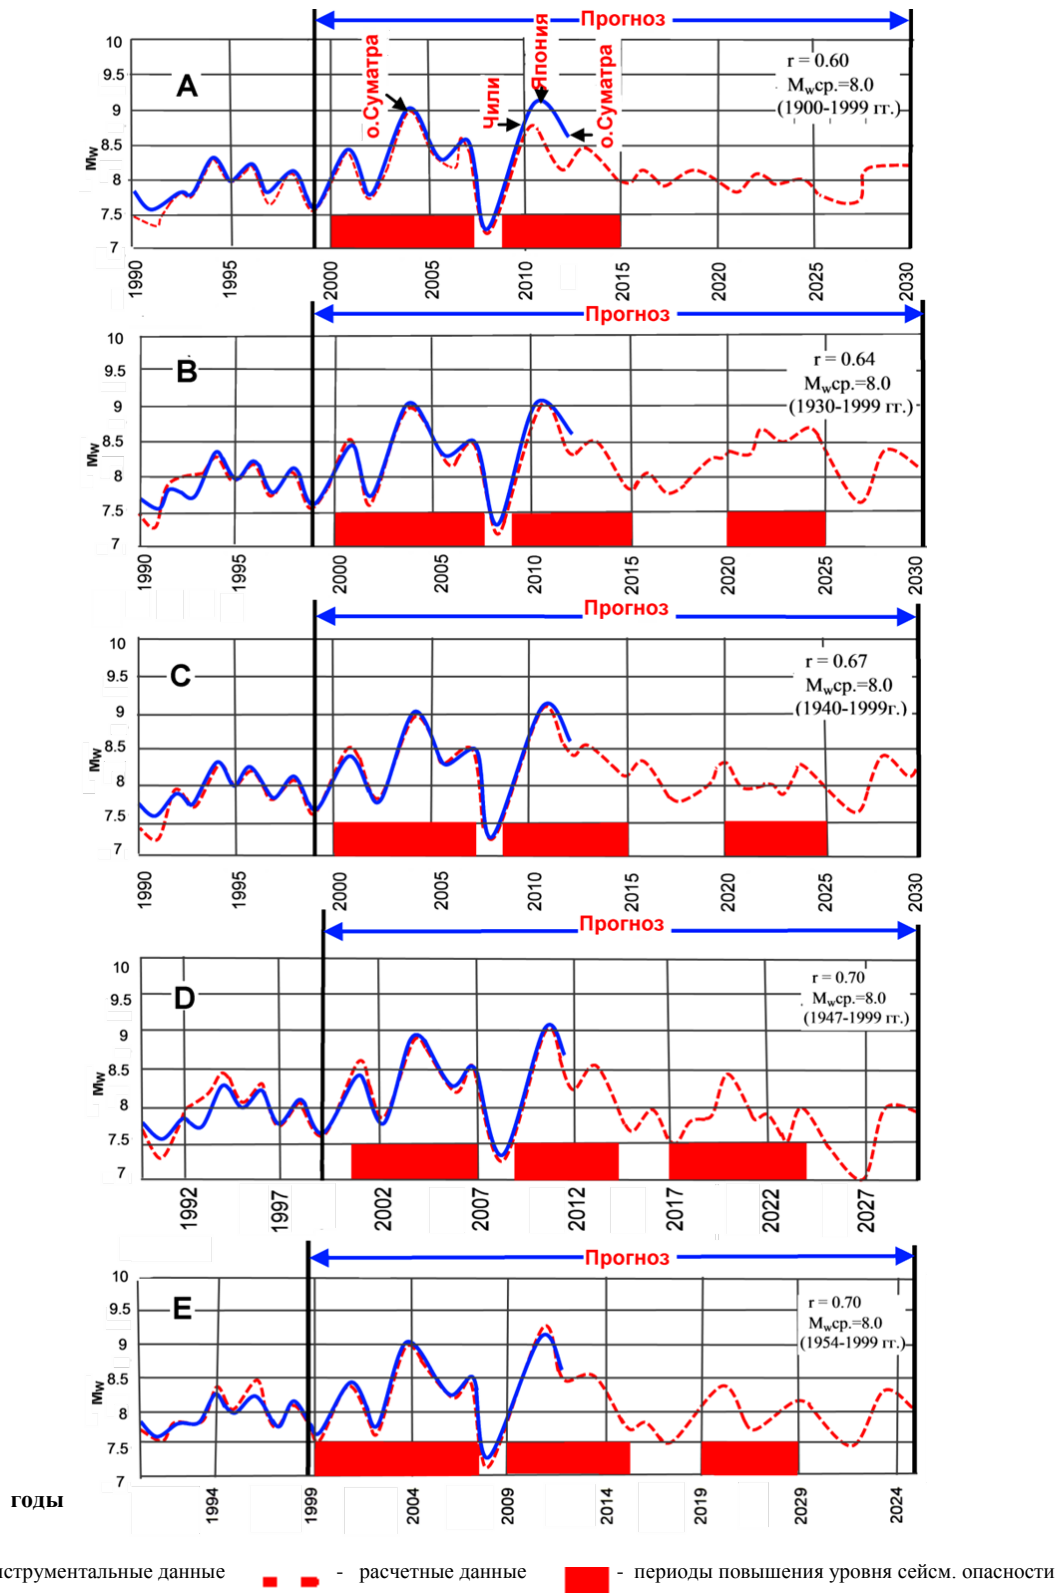 Прогноз
10
9.5
9
8.5
8
7.5
7
Mw
A
о.Суматра
Чили
Япония
о.Суматра
r = 0.60
Mwср.=8.0
(1900-1999 гг.)
1990
1995
2000
2005
2010
2015
2020
2025
2030
Прогноз
10
9.5
9
8.5
8
7.5
7
Mw
B
r = 0.64
Mwср.=8.0
(1930-1999 гг.)
1990
1995
2000
2005
2010
2015
2020
2025
2030
Прогноз
10
9.5
9
8.5
8
7.5
7
Mw
C
r = 0.67
Mwср.=8.0
(1940-1999г.)
1990
1995
2000
2005
2010
2015
2020
2025
2030
Прогноз
10
9.5
9
8.5
8
7.5
7
Mw
D
r = 0.70
Mwср.=8.0
(1947-1999 гг.)
1992
1997
2002
2007
2012
2017
2022
2027
Прогноз
10
9.5
9
8.5
8
7.5
7
Mw
E
r = 0.70
Mwср.=8.0
(1954-1999 гг.)
1994
1999
2004
2009
2014
2019
2029
2024
годы
нструментальные данные - расчетные данные - периоды повышения уровня сейсм. опасности